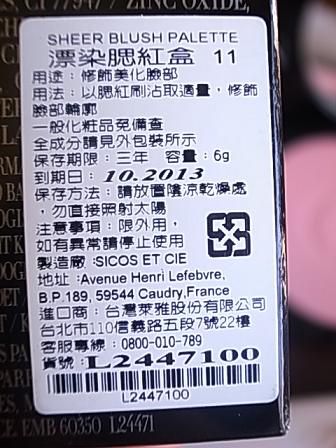 CI 77947 / ZINC OXIDE,
SHEER BLUSH PALETTE
漂染腮紅盒 11
用途：修飾美化臉部
用法：以腮紅刷沾取適量，修飾
臉部輪廓
一般化粧品免備查
全成分請見外包裝所示
保存期限：三年 容量：6g
到期日：10.2013
保存方法：請放置陰涼乾燥處
，勿直接照射太陽
注意事項：限外用，
如有異常請停止使用
製造廠：SICOS ET CIE
地址:Avenue Henri Lefebvre,
B.P.189, 59544 Caudry,France
進口商：台灣萊雅股份有限公司
台北市110信義路五段7號22樓
客服專線：0800-010-789
貨號：L2447100
L2447100
EMB 60350 L24471